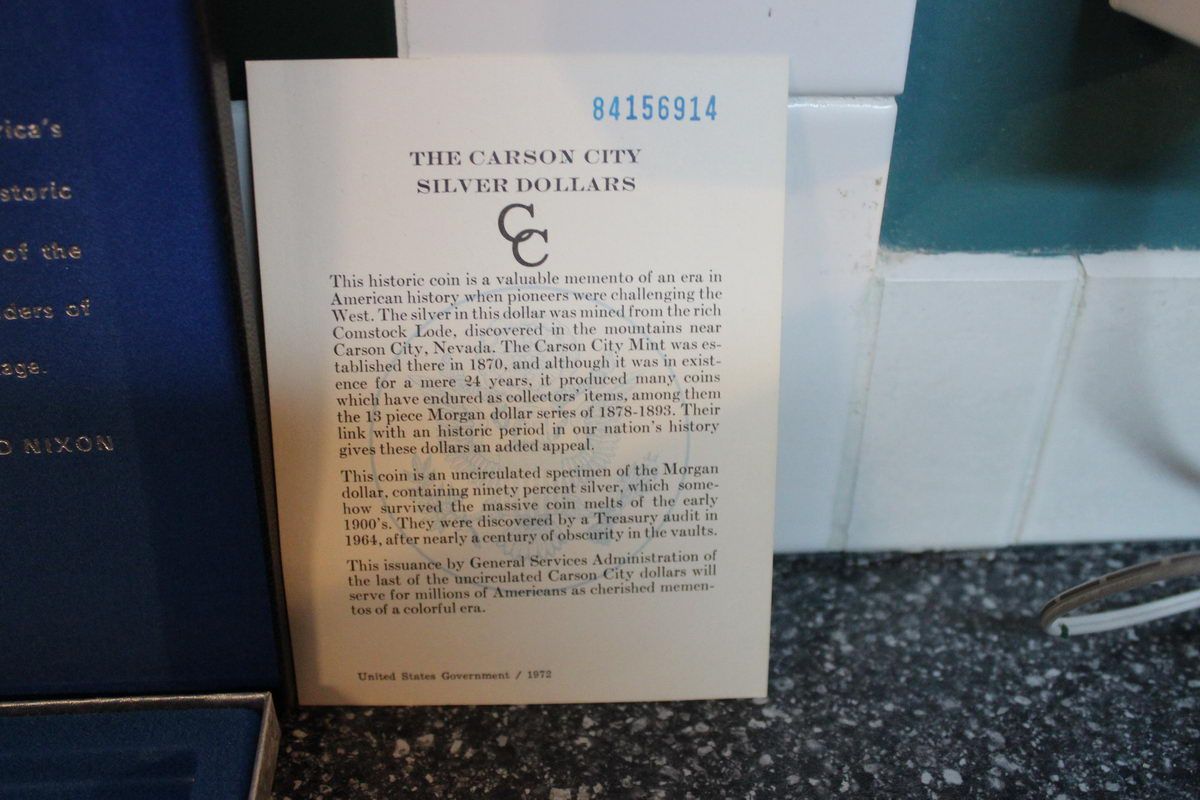 rica's
storic
of the
ders of
age.
D NIXON
84156914
THE CARSON CITY
SILVER DOLLARS
CC
This historic coin is a valuable memento of an era in
American history when pioneers were challenging the
West. The silver in this dollar was mined from the rich
Comstock Lode, discovered in the mountains near
Carson City, Nevada. The Carson City Mint was es-
tablished there in 1870, and although it was in exist-
ence for a mere 24 years, it produced many coins
which have endured as collectors' items, among them
the 13 piece Morgan dollar series of 1878-1893. Their
link with an historic period in our nation's history
gives these dollars an added appeal.
This coin is an uncirculated specimen of the Morgan
dollar, containing ninety percent silver, which some-
how survived the massive coin melts of the early
1900's. They were discovered by a Treasury audit in
1964, after nearly a century of obscurity in the vaults.
This issuance by General Services Administration of
the last of the uncirculated Carson City dollars will
serve for millions of Americans as cherished memen-
tos of a colorful era.
United States Government / 1972